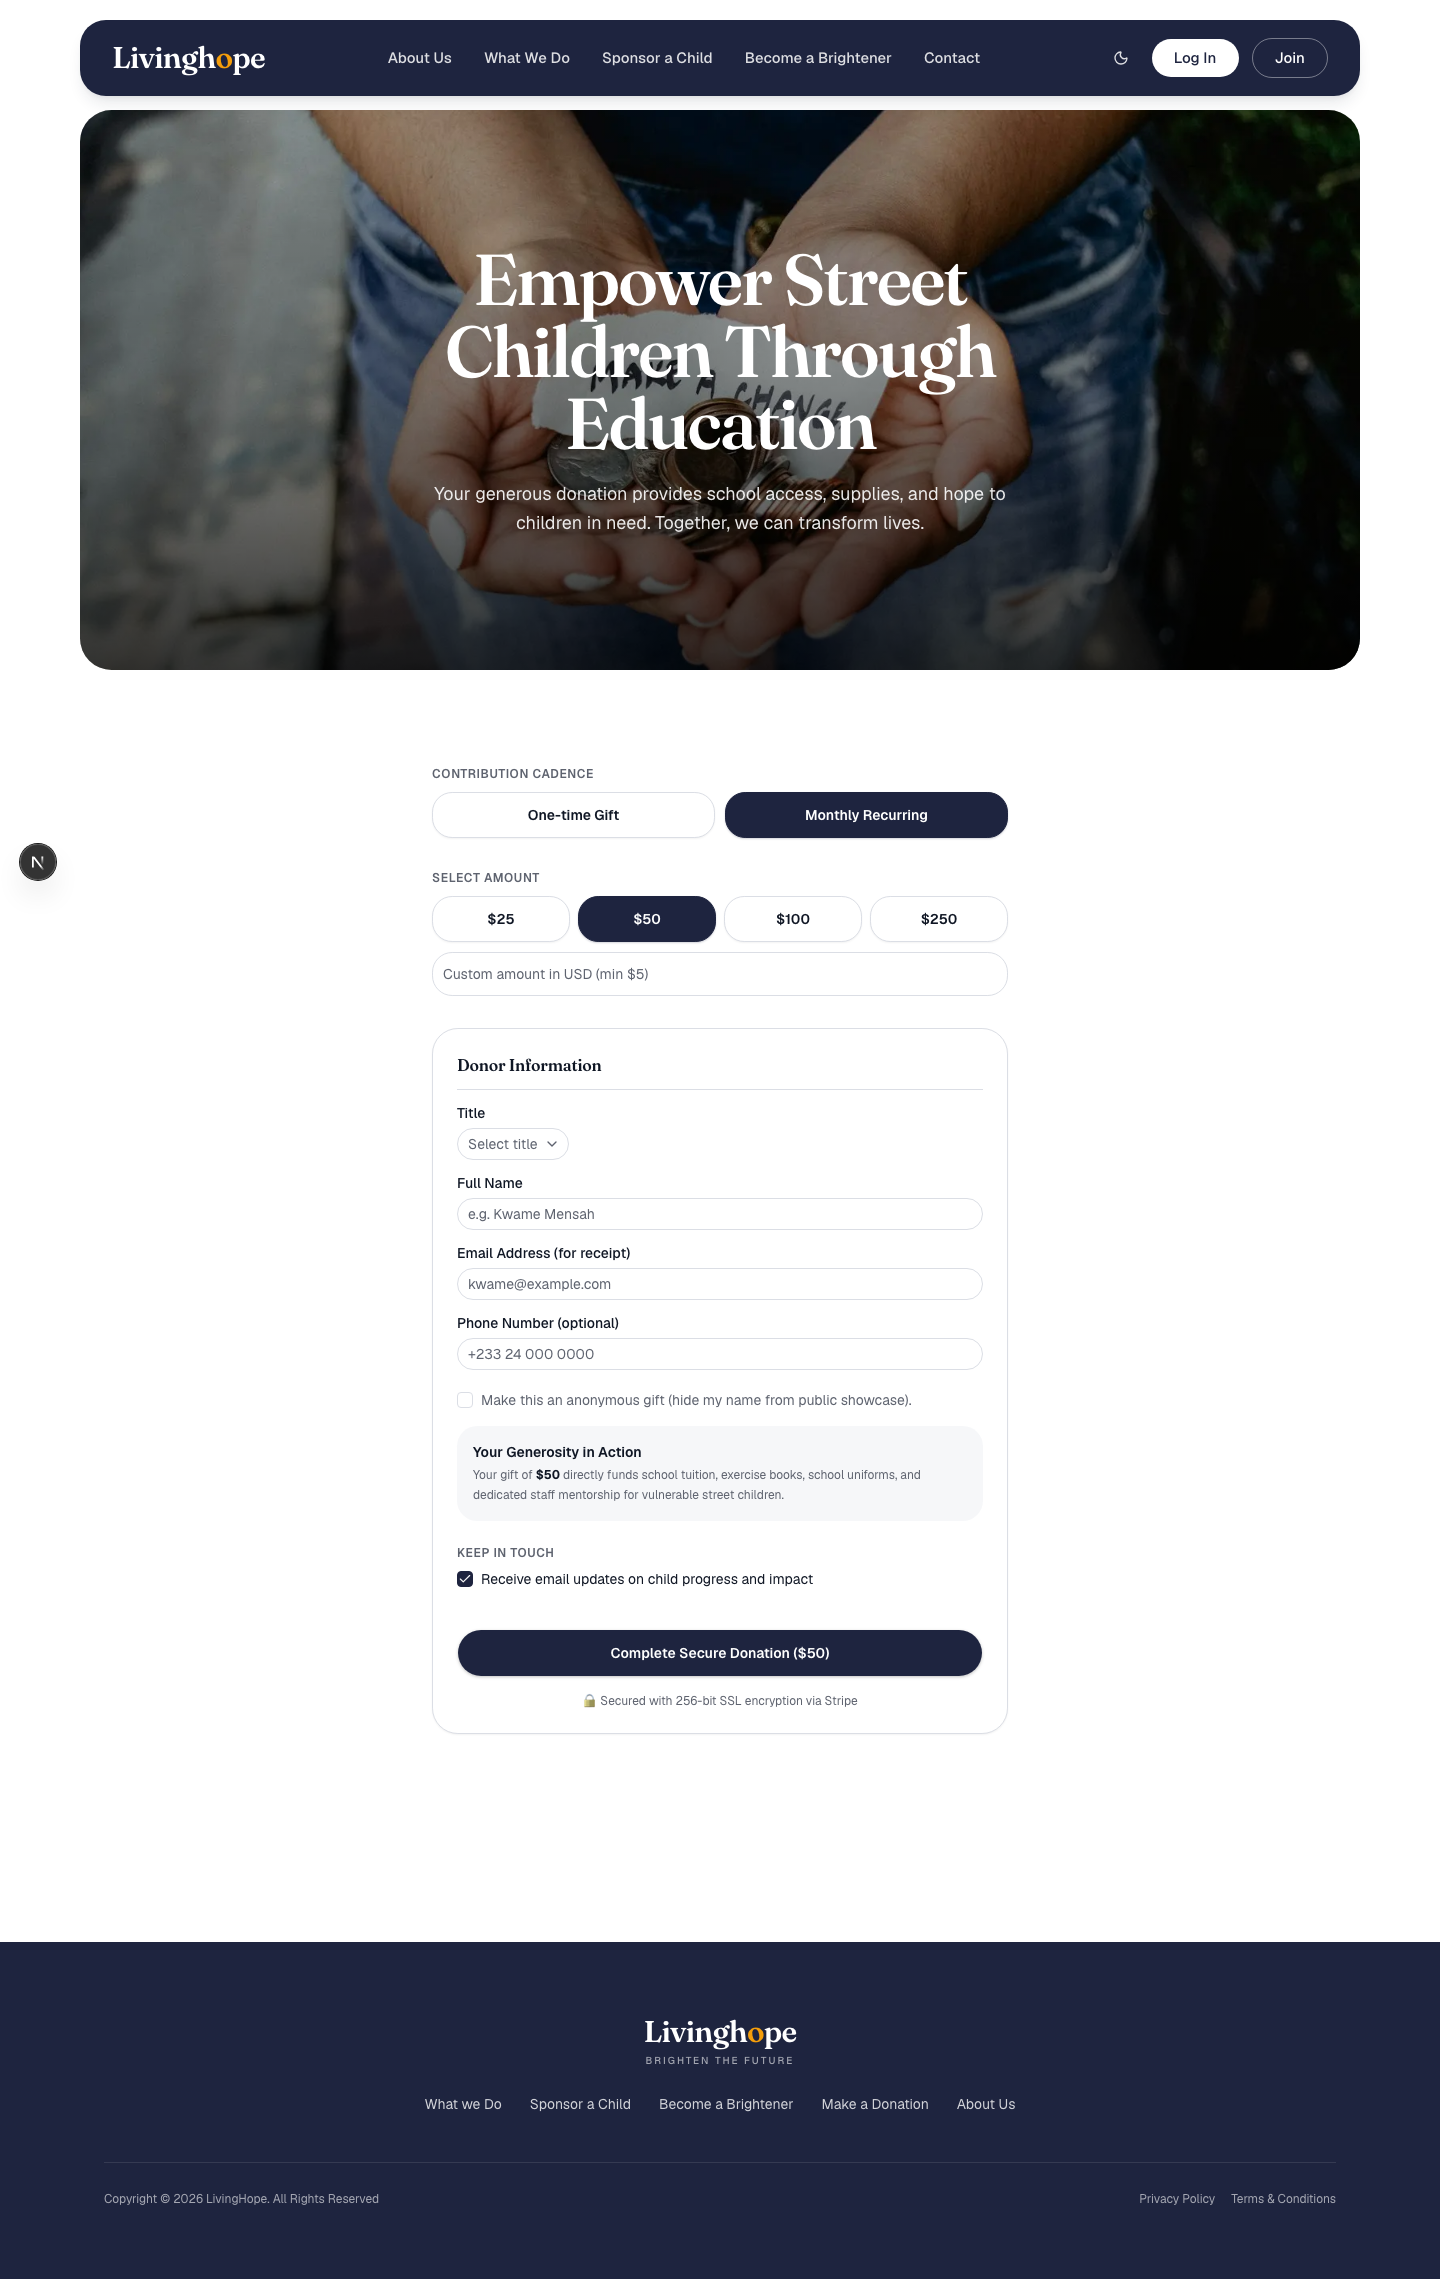 Livinghope
About Us
What We Do
Sponsor a Child
Become a Brightener
Contact
Log In
Join
MAKE A CHANGE
Empower Street
Children Through
Education
Your generous donation provides school access, supplies, and hope to
children in need. Together, we can transform lives.
CONTRIBUTION CADENCE
One-time Gift
Monthly Recurring
SELECT AMOUNT
$25
$50
$100
$250
Custom amount in USD (min $5)
Donor Information
Title
Select title
Full Name
e.g. Kwame Mensah
Email Address (for receipt)
kwame@example.com
Phone Number (optional)
+233 24 000 0000
Make this an anonymous gift (hide my name from public showcase).
Your Generosity in Action
Your gift of $50 directly funds school tuition, exercise books, school uniforms, and
dedicated staff mentorship for vulnerable street children.
KEEP IN TOUCH
Receive email updates on child progress and impact
Complete Secure Donation ($50)
🔒 Secured with 256-bit SSL encryption via Stripe
N
Livinghope
BRIGHTEN THE FUTURE
What we Do
Sponsor a Child
Become a Brightener
Make a Donation
About Us
Copyright © 2026 LivingHope. All Rights Reserved
Privacy Policy
Terms & Conditions